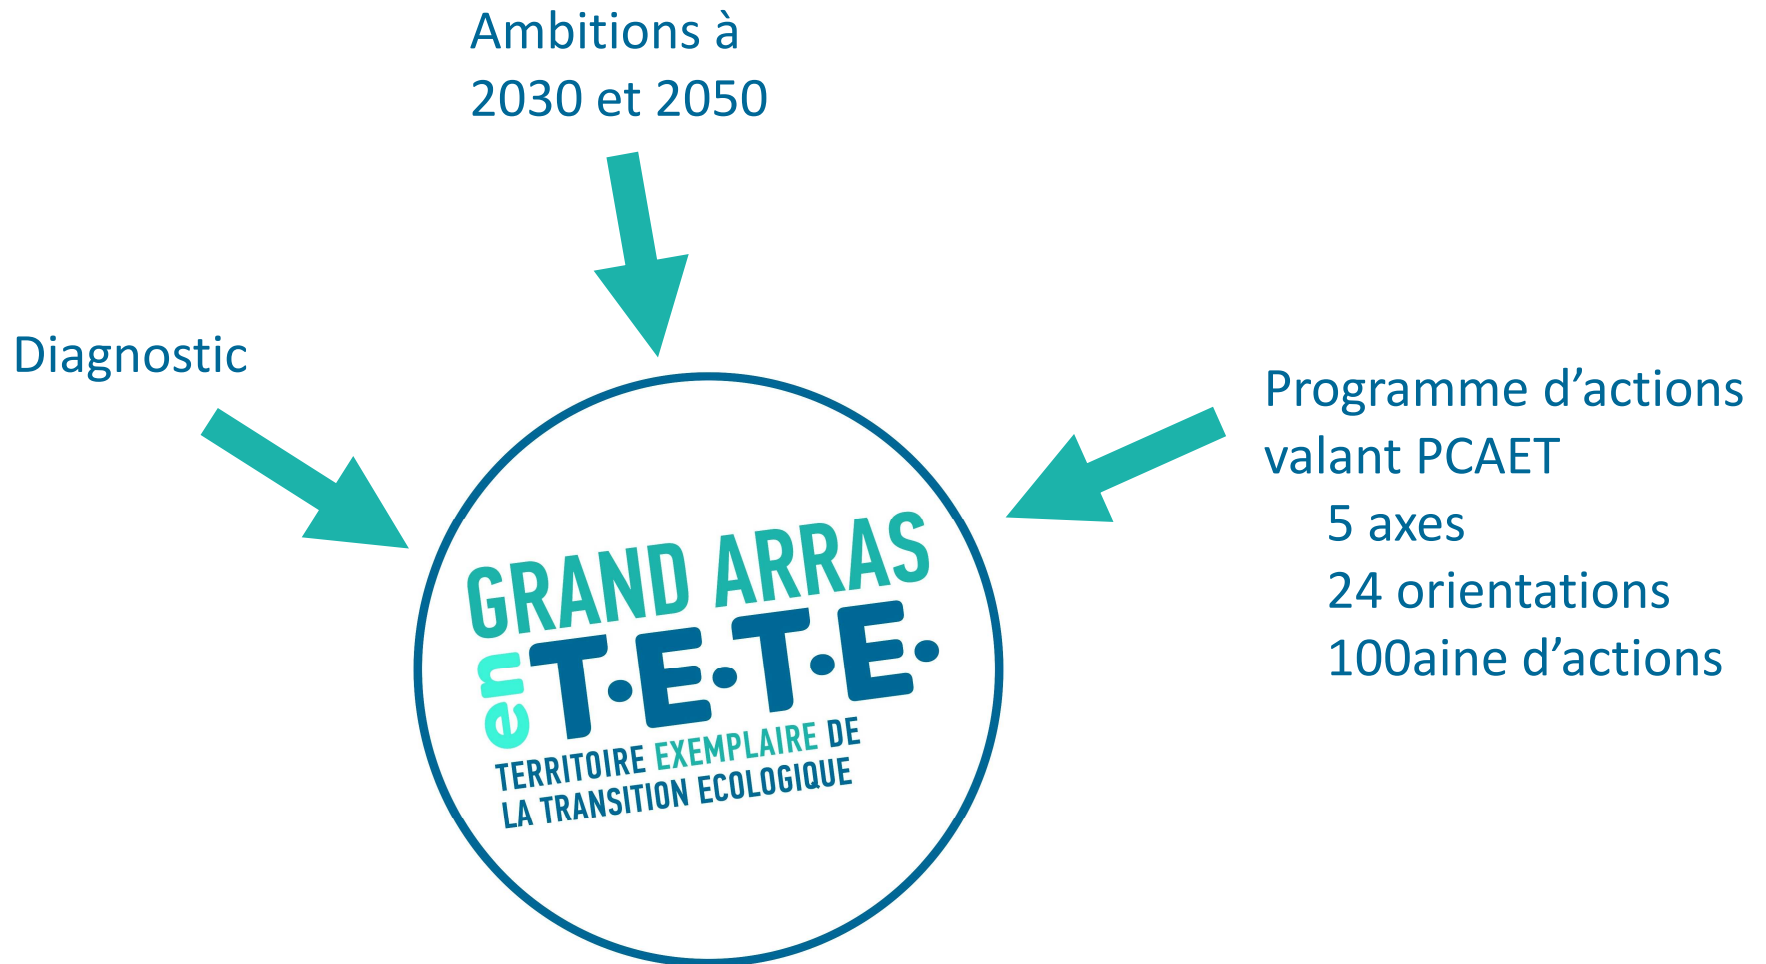 Ambitions à
2030 et 2050
Diagnostic
Programme d’actions
valant PCAET
5 axes
24 orientations
100aine d’actions
GRAND ARRAS
en T•E•T•E•
TERRITOIRE EXEMPLAIRE DE
LA TRANSITION ECOLOGIQUE